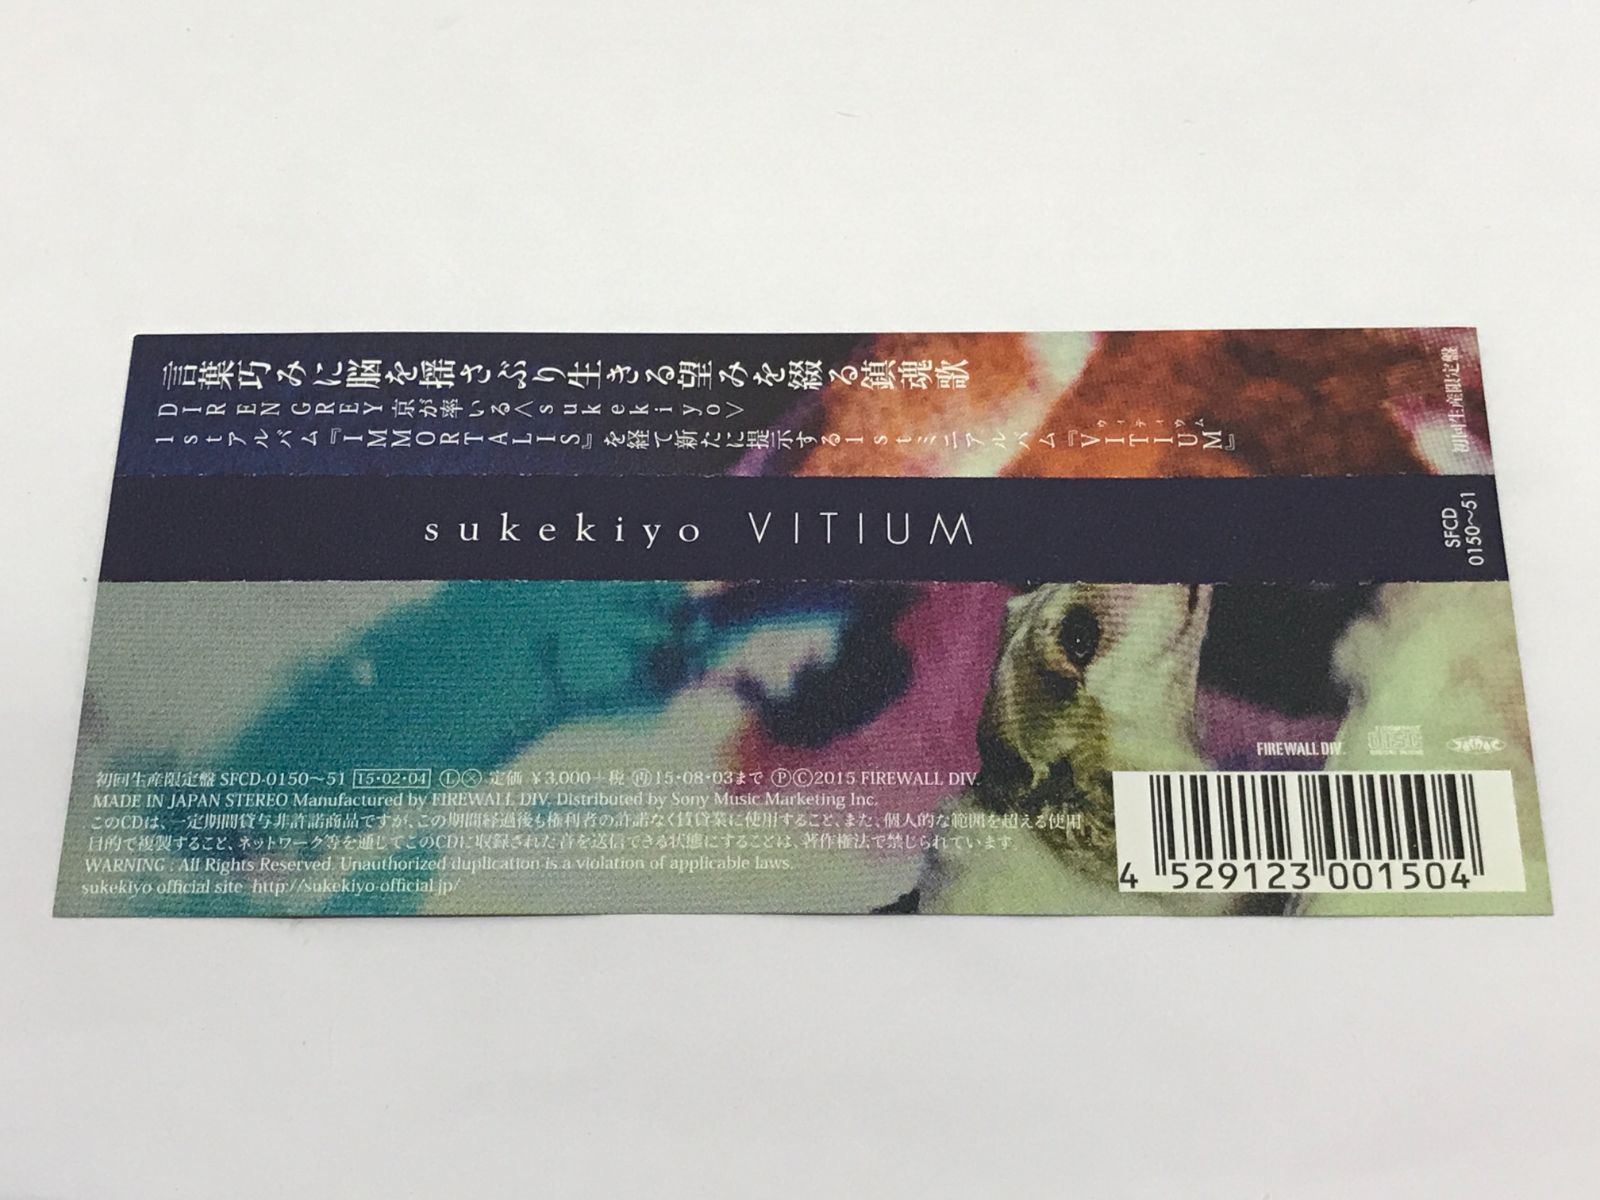 言葉巧みに脳を揺さぶり生きる望みを綴る鎮魂歌
DIR EN GREY 京が率いる<sukekiyo>
1stアルバム『IMMORTALIS』を経て新たに提示する1stミニアルバム『VITIUM』
ウィティウム
初回生産限定盤
sukekiyo VITIUM
SFCD
0150~51
FIREWALL DIV.
初回生産限定盤 SFCD-0150~51 15・02・04 Ⓛ Ⓧ 定価 ¥3,000+税 再15・08・03まで ⓅⒸ2015 FIREWALL DIV.
MADE IN JAPAN STEREO Manufactured by FIREWALL DIV. Distributed by Sony Music Marketing Inc.
このCDは、一定期間貸与非許諾商品ですが、この期間経過後も権利者の許諾なく賃貸業に使用すること、また、個人的な範囲を超える使用
目的で複製すること、ネットワーク等を通してこのCDに収録された音を送信できる状態にすることは、著作権法で禁じられています。
WARNING : All Rights Reserved. Unauthorized duplication is a violation of applicable laws.
sukekiyo official site http://sukekiyo-official.jp/
4 529123 001504